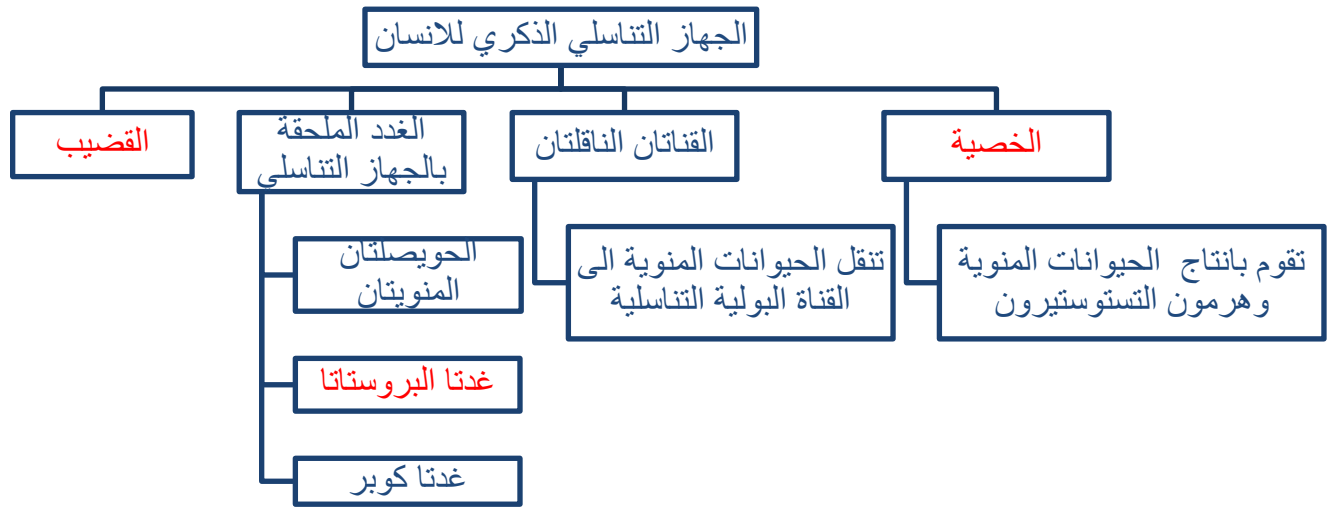 الجهاز التناسلي الذكري للانسان
الخصية
تقوم بانتاج الحيوانات المنوية
وهرمون التستوستيرون
القناتان الناقلتان
تنقل الحيوانات المنوية الى
القناة البولية التناسلية
الغدد الملحقة
بالجهاز التناسلي
الحويصلتان
المنويتان
غدتا البروستاتا
غدتا كوبر
القضيب